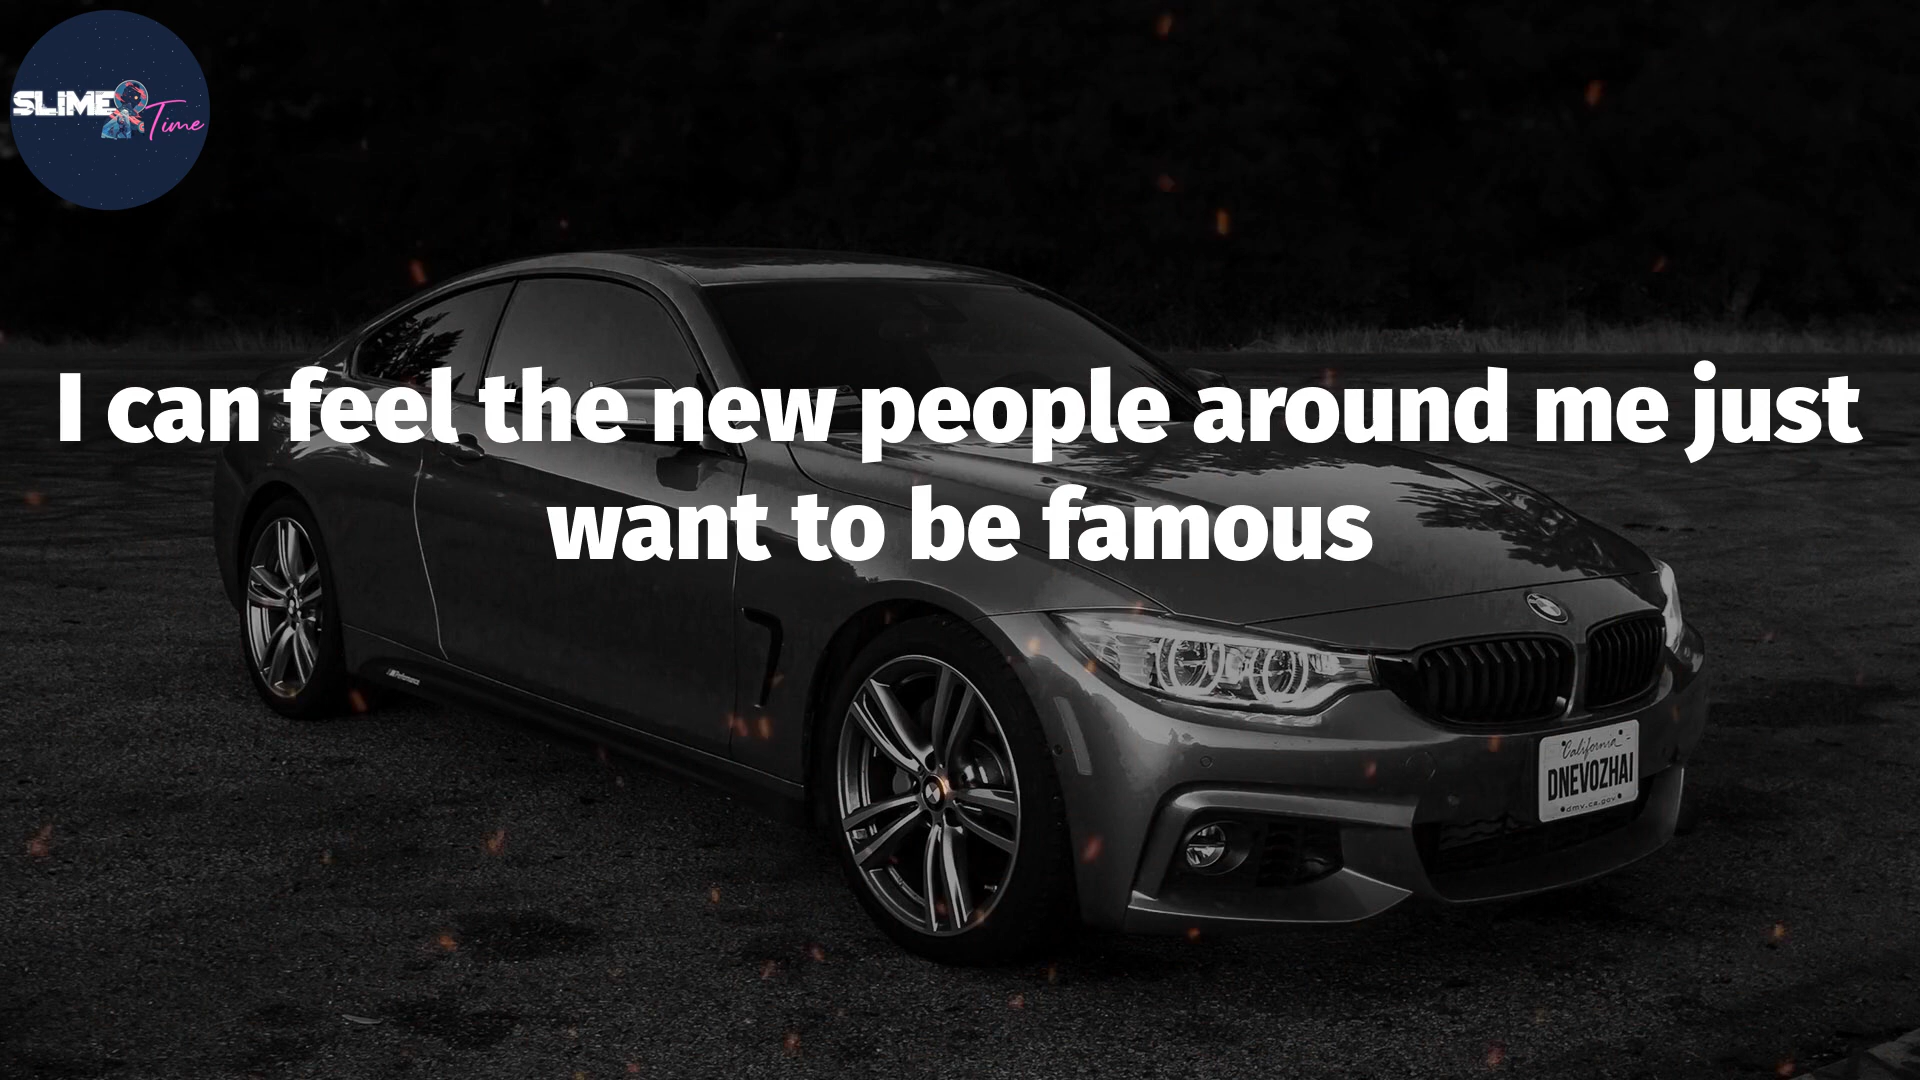 SLiME Time
I can feel the new people around me just
want to be famous
California
DNEVOZHAI
dmv.ca.gov